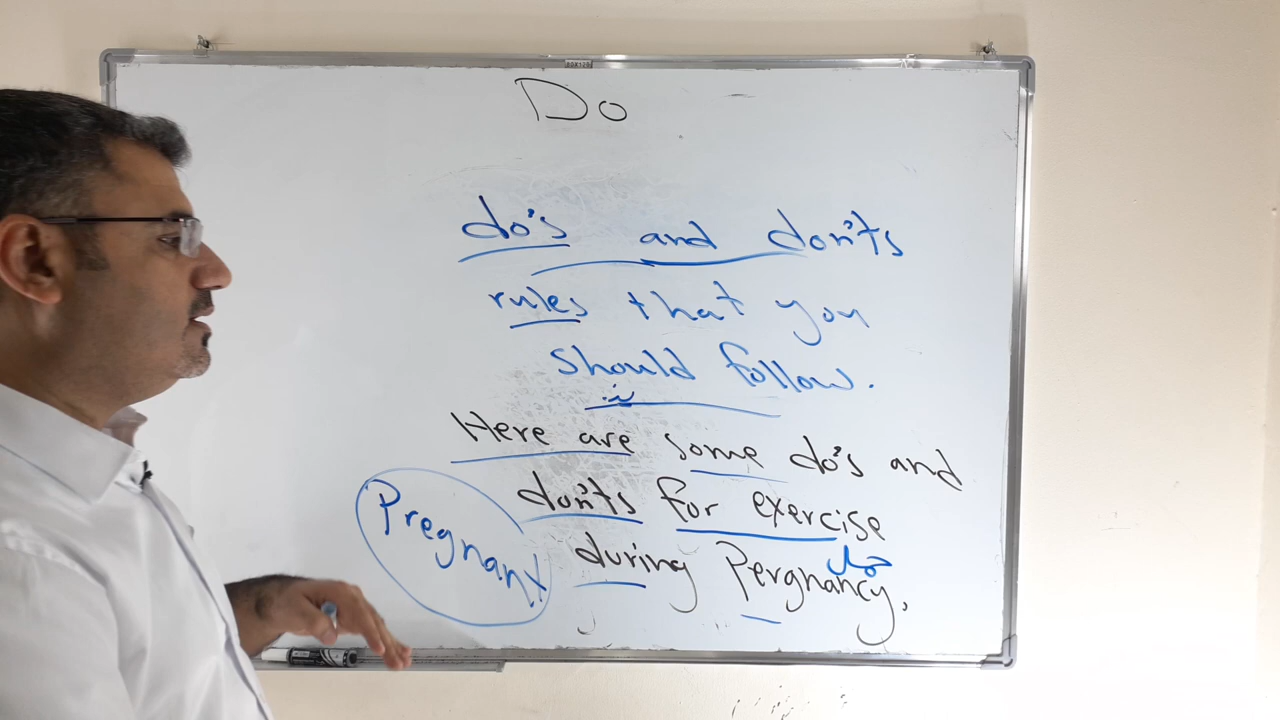 Do
do's and don'ts
rules that you
should follow.
Here are some do's and
don'ts for exercise
during Pergnancy.
Pregnant